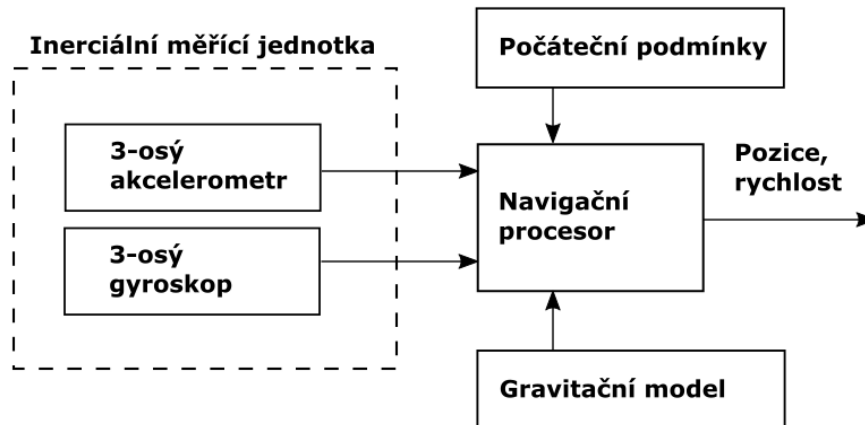 Inerciální měřící jednotka
3-osý
akcelerometr
3-osý
gyroskop
Počáteční podmínky
Navigační
procesor
Pozice,
rychlost
Gravitační model